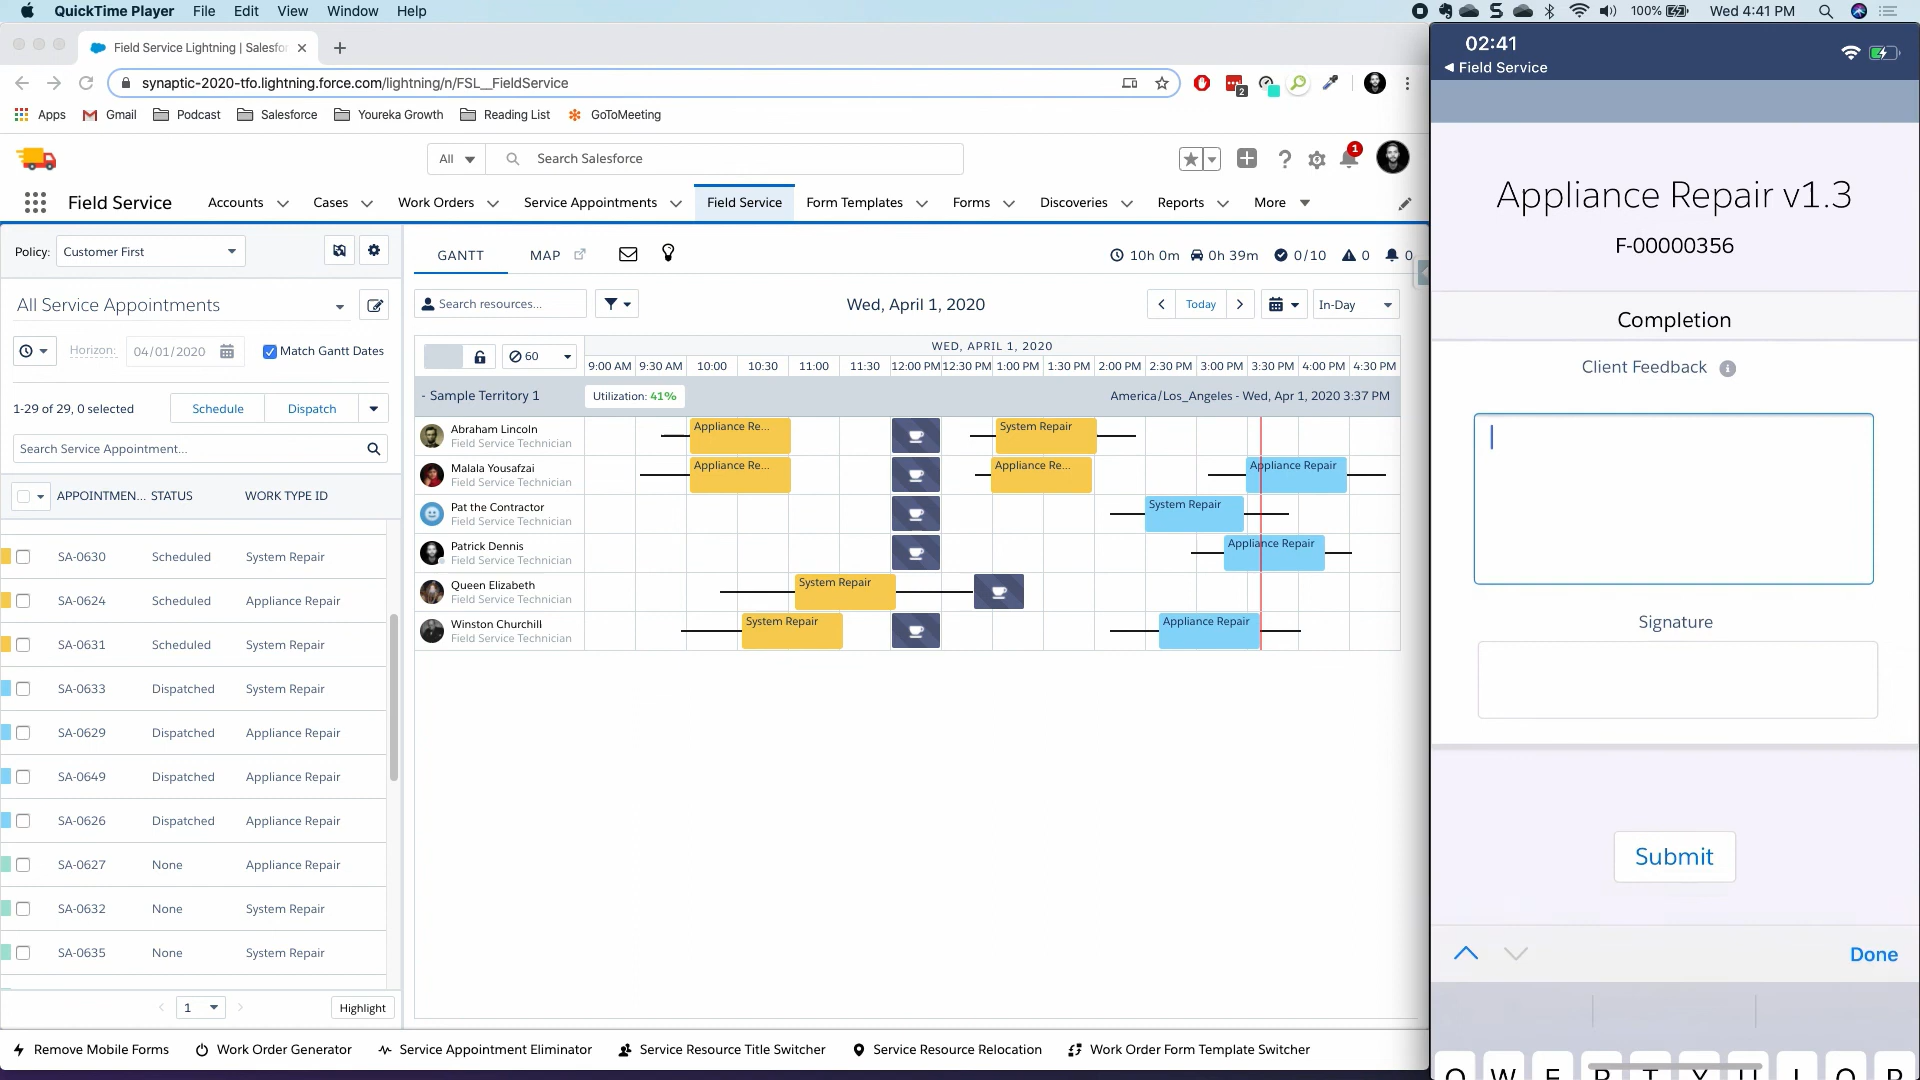 QuickTime Player File Edit View Window Help
100% Wed 4:41 PM
Field Service Lightning | Salesfo
synaptic-2020-tfo.lightning.force.com/lightning/n/FSL__FieldService
2
Apps Gmail Podcast Salesforce Youreka Growth Reading List GoToMeeting
All Search Salesforce
1
Field Service Accounts Cases Work Orders Service Appointments Field Service Form Templates Forms Discoveries Reports More
Policy: Customer First
All Service Appointments
Horizon: 04/01/2020 Match Gantt Dates
1-29 of 29, 0 selected Schedule Dispatch
Search Service Appointment...
APPOINTMEN... STATUS WORK TYPE ID
SA-0630 Scheduled System Repair
SA-0624 Scheduled Appliance Repair
SA-0631 Scheduled System Repair
SA-0633 Dispatched System Repair
SA-0629 Dispatched Appliance Repair
SA-0649 Dispatched Appliance Repair
SA-0626 Dispatched Appliance Repair
SA-0627 None Appliance Repair
SA-0632 None System Repair
SA-0635 None System Repair
1 Highlight
GANTT MAP 10h 0m 0h 39m 0/10 0 0
Search resources... Wed, April 1, 2020 Today In-Day
60 WED, APRIL 1, 2020
9:00 AM 9:30 AM 10:00 10:30 11:00 11:30 12:00 PM 12:30 PM 1:00 PM 1:30 PM 2:00 PM 2:30 PM 3:00 PM 3:30 PM 4:00 PM 4:30 PM
- Sample Territory 1 Utilization: 41% America/Los_Angeles - Wed, Apr 1, 2020 3:37 PM
Abraham Lincoln Appliance Re... System Repair
Field Service Technician
Malala Yousafzai Appliance Re... Appliance Re... Appliance Repair
Field Service Technician
Pat the Contractor System Repair
Field Service Technician
Patrick Dennis Appliance Repair
Field Service Technician
Queen Elizabeth System Repair
Field Service Technician
Winston Churchill System Repair Appliance Repair
Field Service Technician
Remove Mobile Forms Work Order Generator Service Appointment Eliminator Service Resource Title Switcher Service Resource Relocation Work Order Form Template Switcher
02:41
Field Service
Appliance Repair v1.3
F-00000356
Completion
Client Feedback
Signature
Submit
Done
Q W E R T Y U I O P